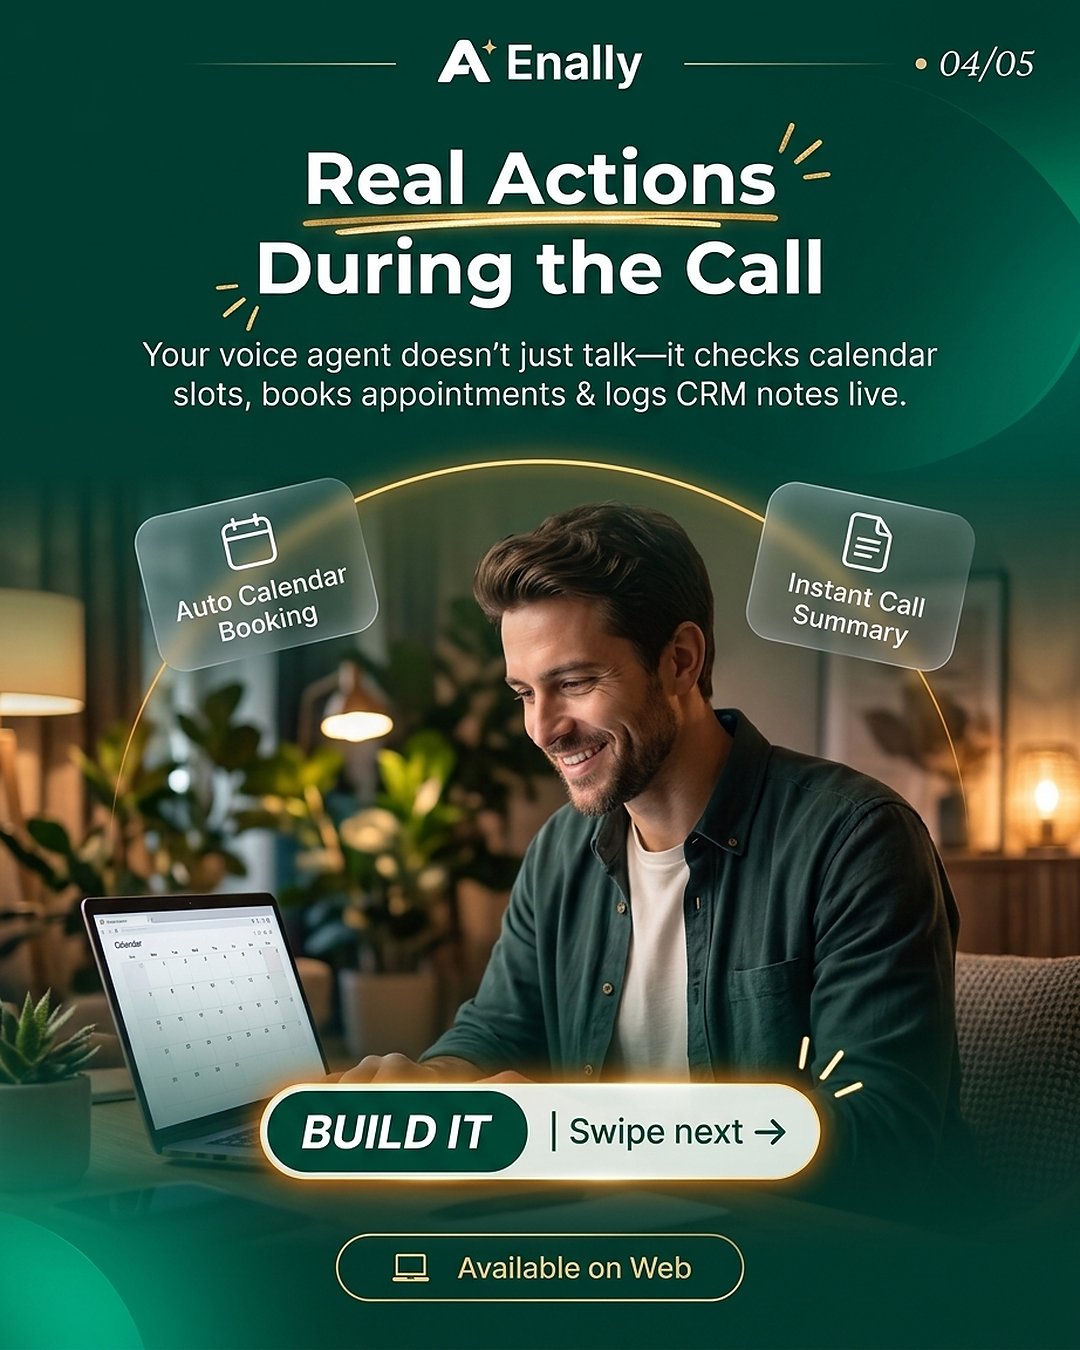 Enally
04/05
Real Actions
During the Call
Your voice agent doesn’t just talk—it checks calendar
slots, books appointments & logs CRM notes live.
Auto Calendar
Booking
Instant Call
Summary
Calendar
BUILD IT | Swipe next →
Available on Web